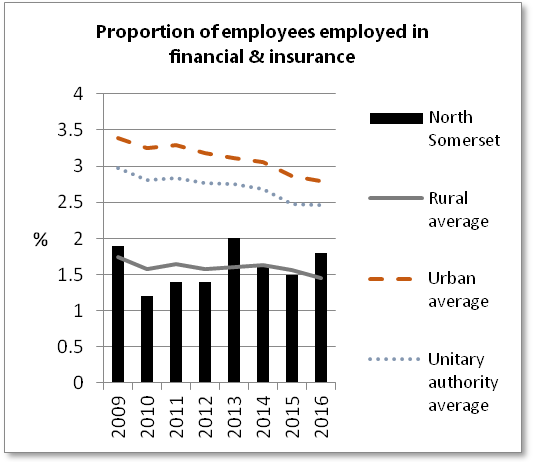 Proportion of employees employed in
financial & insurance
4
3.5
3
2.5
2
1.5
1
0.5
0
%
2009
2010
2011
2012
2013
2014
2015
2016
North
Somerset
Rural
average
Urban
average
Unitary
authority
average